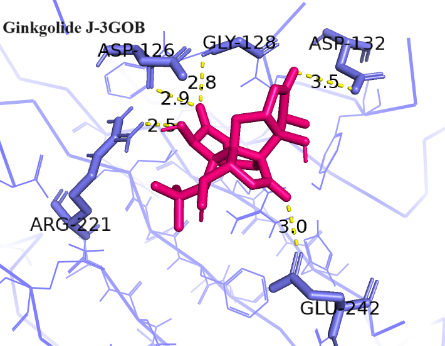 Ginkgolide J-3GOB
ASP-126
GLY-128
ASP-132
2.8
3.5
2.9
2.5
ARG-221
3.0
GLU-242